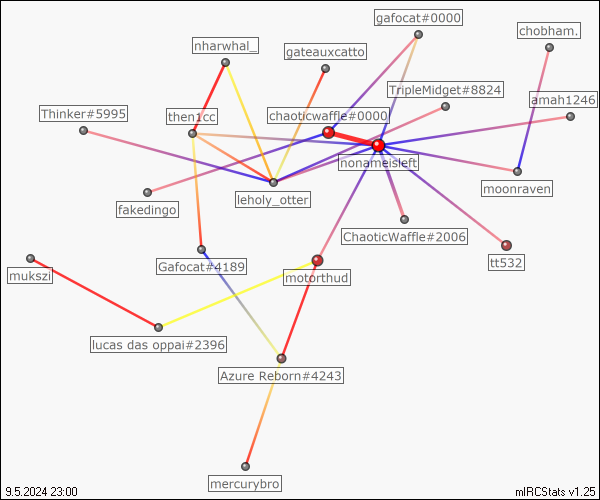 gafocat#0000
chobham.
nharwhal_
gateauxcatto
TripleMidget#8824
amah1246
Thinker#5995
then1cc
chaoticwaffle#0000
nonameisleft
moonraven
leholy_otter
fakedingo
ChaoticWaffle#2006
tt532
Gafocat#4189
motorthud
mukszi
lucas das oppai#2396
Azure Reborn#4243
mercurybro
9.5.2024 23:00
mIRCStats v1.25